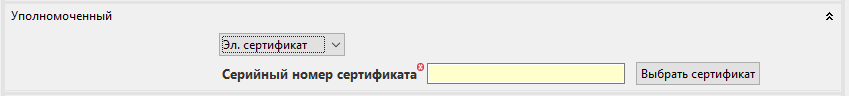 Уполномоченный
Эл. сертификат
Серийный номер сертификата
Выбрать сертификат